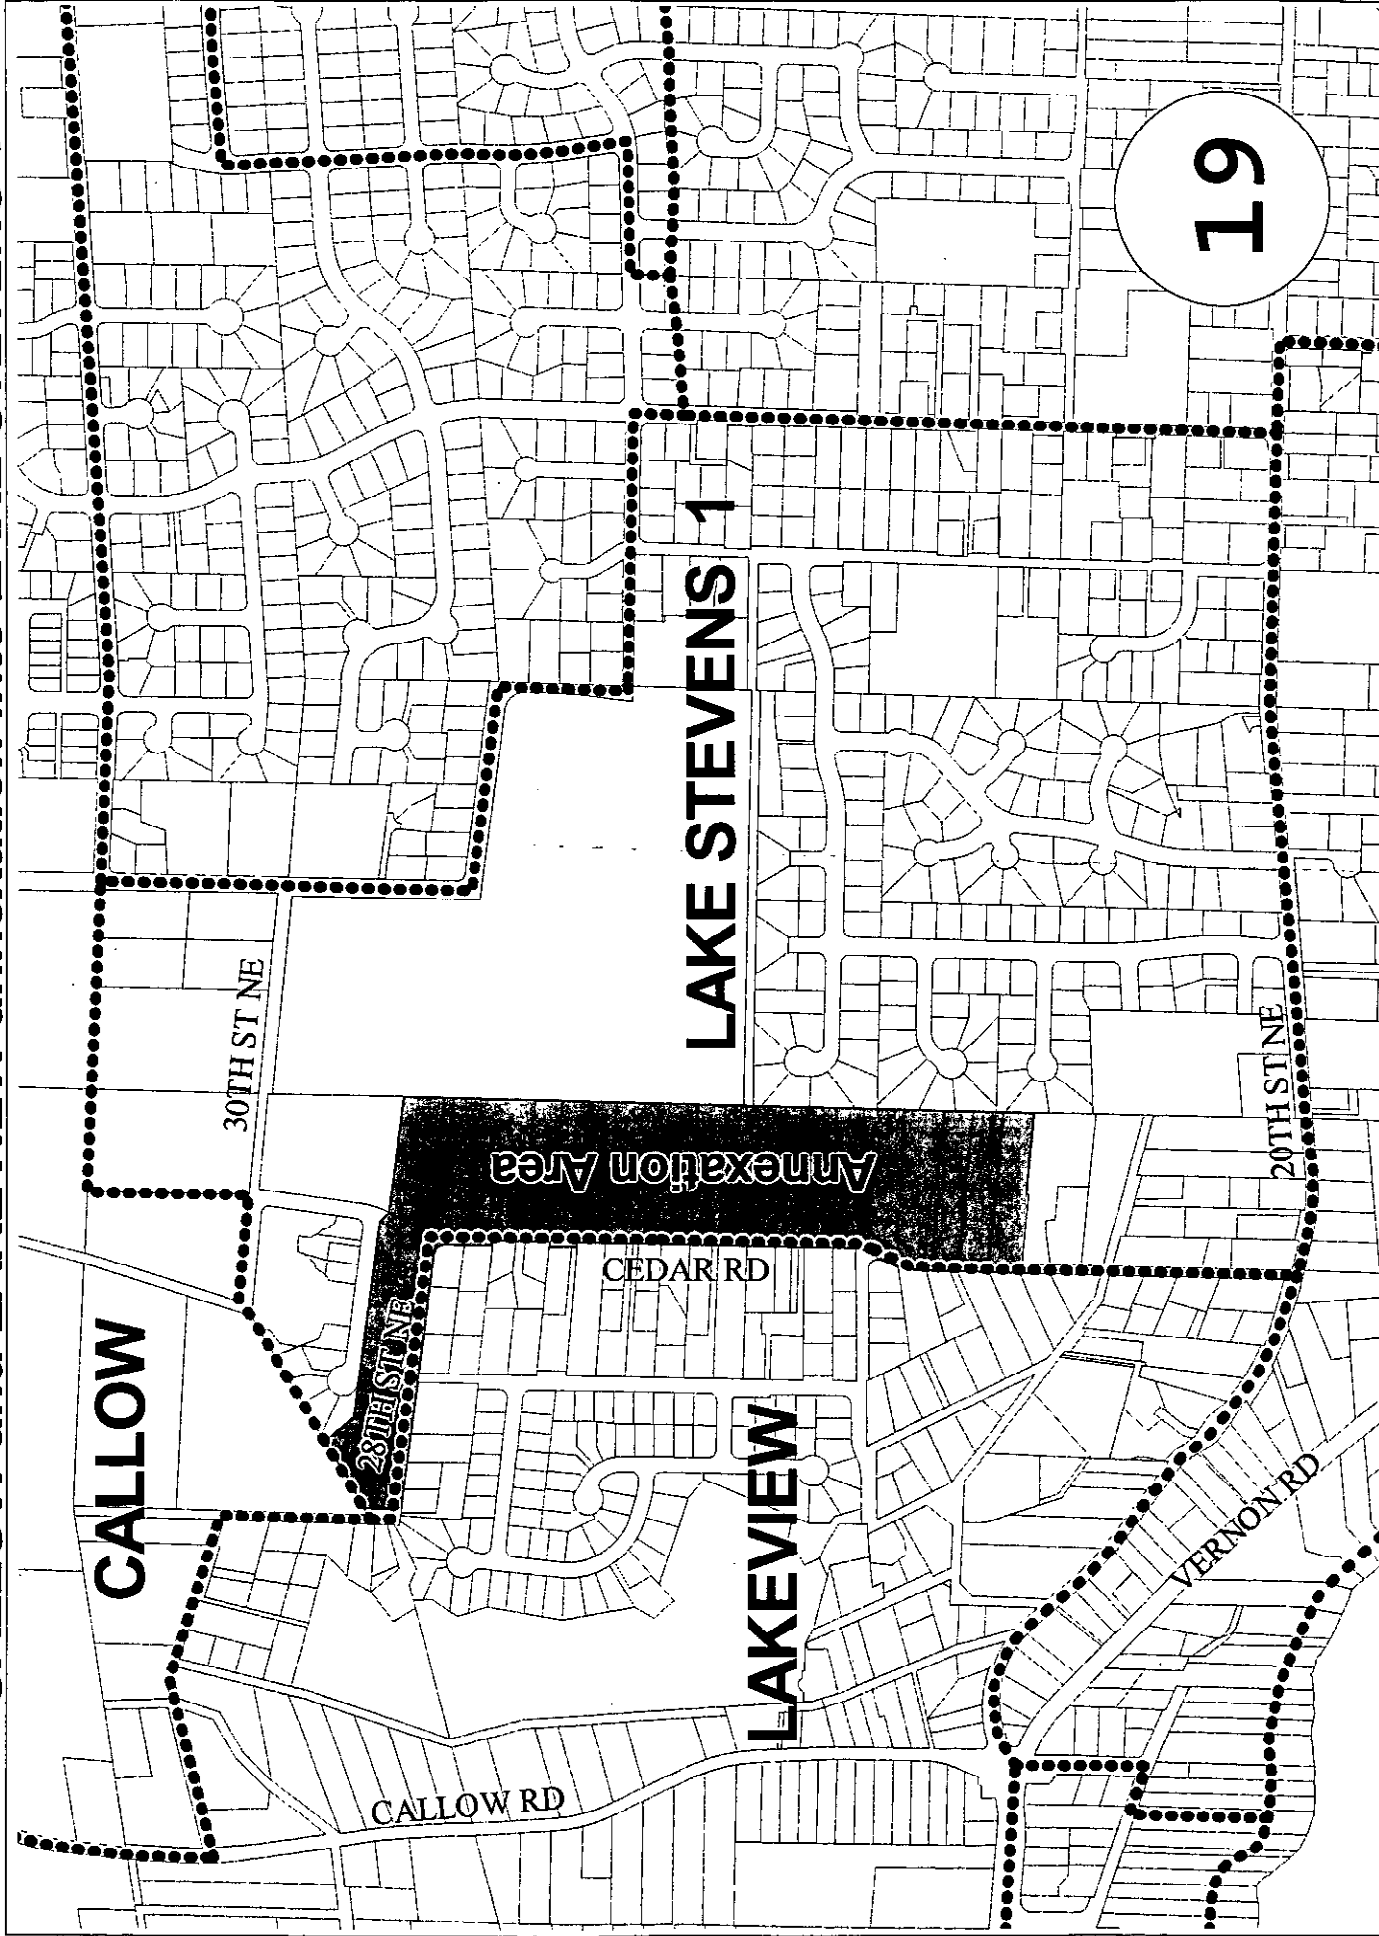 CALLOW
30TH ST NE
28TH ST NE
CALLOW RD
CEDAR RD
Annexation Area
LAKE STEVENS 1
LAKEVIEW
20TH ST NE
VERNON RD
19